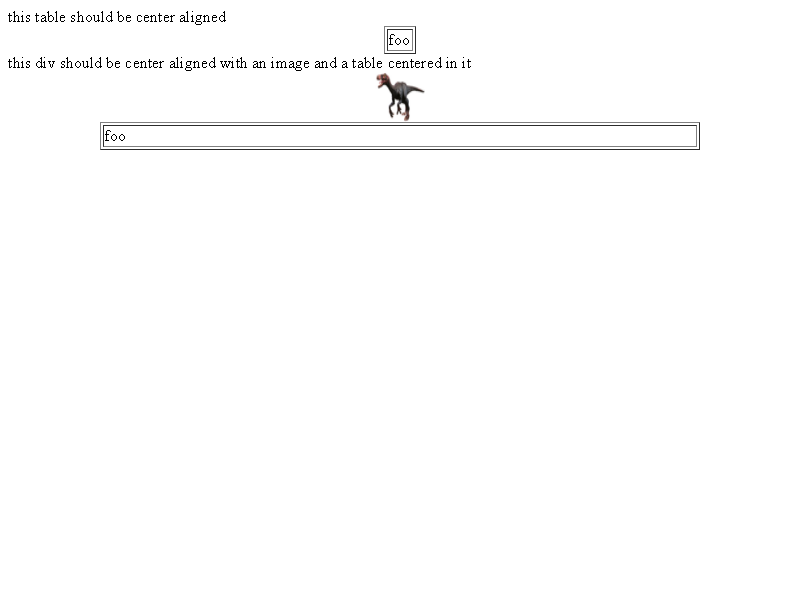 this table should be center aligned
foo
this div should be center aligned with an image and a table centered in it
foo